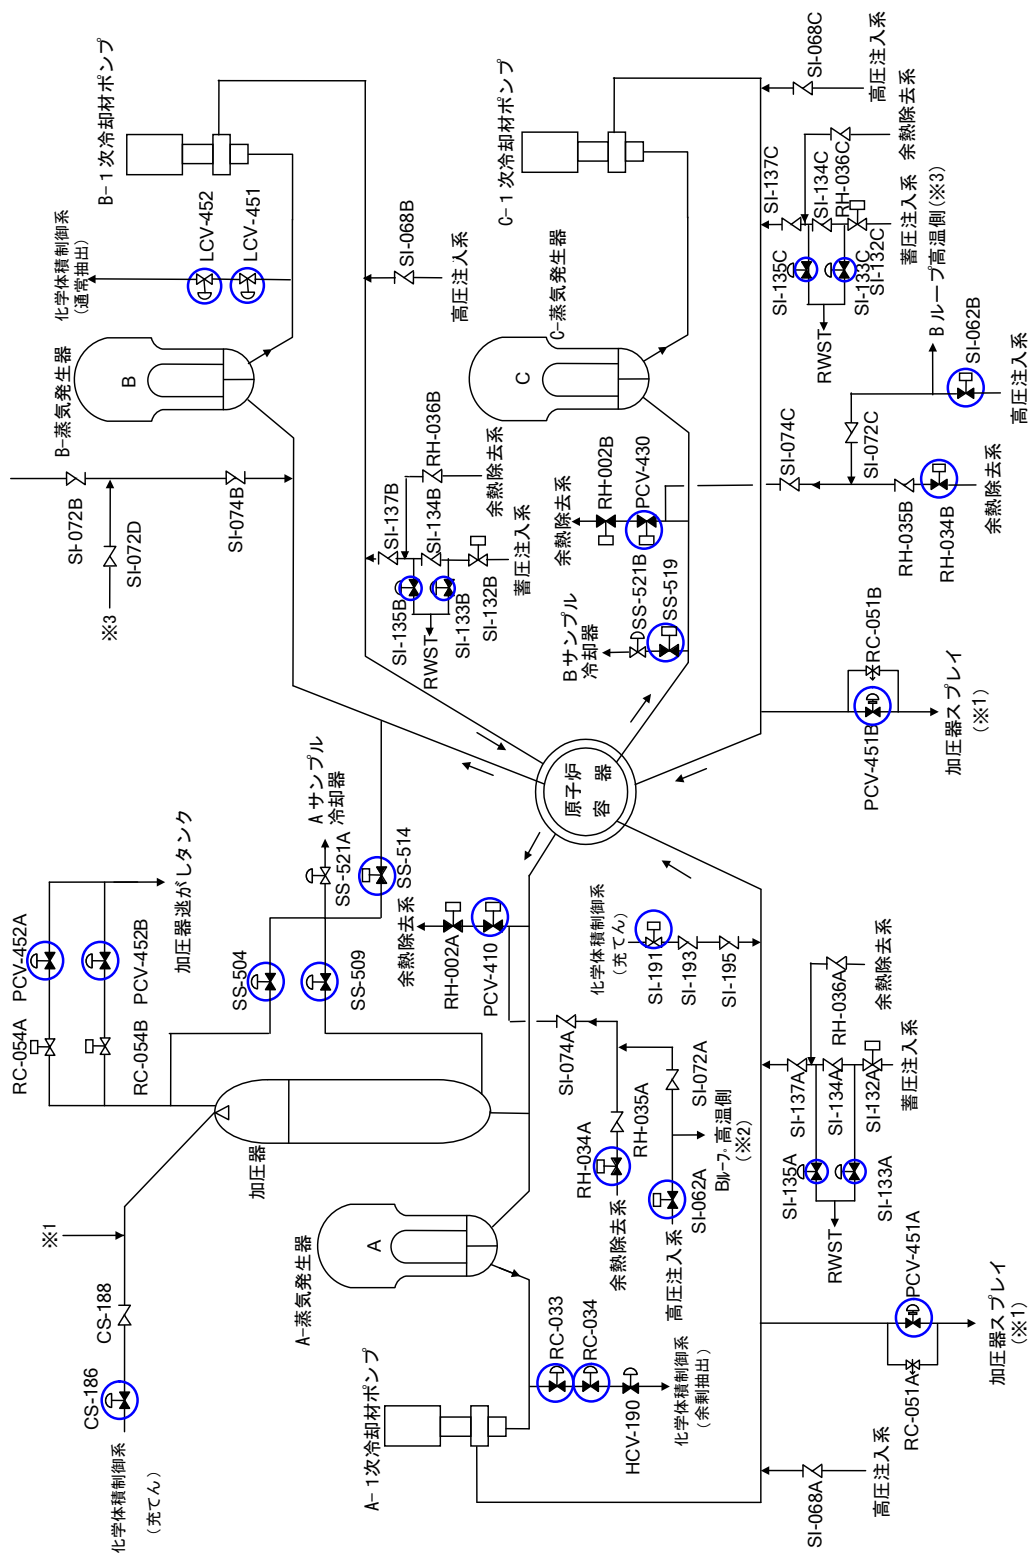 化学体積制御系
(充てん)
CS-186
CS-188
※1
RC-054A
PCV-452A
RC-054B
PCV-452B
加圧器逃がしタンク
加圧器
SS-504
SS-509
SS-521A
Aサンプル
冷却器
SS-514
※3
SI-072B
SI-072D
SI-074B
B-蒸気発生器
B
化学体積制御系
(通常抽出)
LCV-452
LCV-451
B-1次冷却材ポンプ
A-1次冷却材ポンプ
A-蒸気発生器
A
RC-033
RC-034
HCV-190
化学体積制御系
(余剰抽出)
余熱除去系
RH-002A
PCV-410
SI-074A
RH-034A
RH-035A
余熱除去系
SI-062A
SI-072A
高圧注入系
Bループ高温側
(※2)
化学体積制御系
(充てん)
SI-191
SI-193
SI-195
原子炉
容器
SI-135B
SI-137B
SI-134B
RH-036B
SI-133B
SI-132B
RWST
余熱除去系
蓄圧注入系
SI-068B
高圧注入系
C-蒸気発生器
C
C-1次冷却材ポンプ
余熱除去系
RH-002B
PCV-430
Bサンプル
冷却器
SS-521B
SS-519
SI-068A
高圧注入系
RC-051A
PCV-451A
加圧器スプレイ
(※1)
SI-135A
SI-137A
SI-134A
RH-036A
SI-133A
SI-132A
RWST
余熱除去系
蓄圧注入系
PCV-451B
RC-051B
加圧器スプレイ
(※1)
SI-074C
SI-072C
RH-035B
RH-034B
余熱除去系
SI-062B
高圧注入系
Bループ高温側(※3)
SI-135C
SI-137C
SI-134C
RH-036C
SI-133C
SI-132C
RWST
余熱除去系
蓄圧注入系
SI-068C
高圧注入系